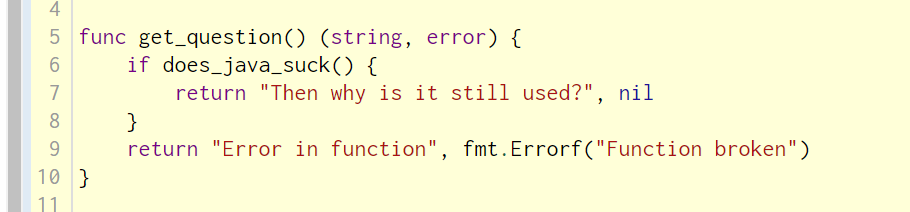 4
5 func get_question() (string, error) {
6     if does_java_suck() {
7         return "Then why is it still used?", nil
8     }
9     return "Error in function", fmt.Errorf("Function broken")
10 }
11